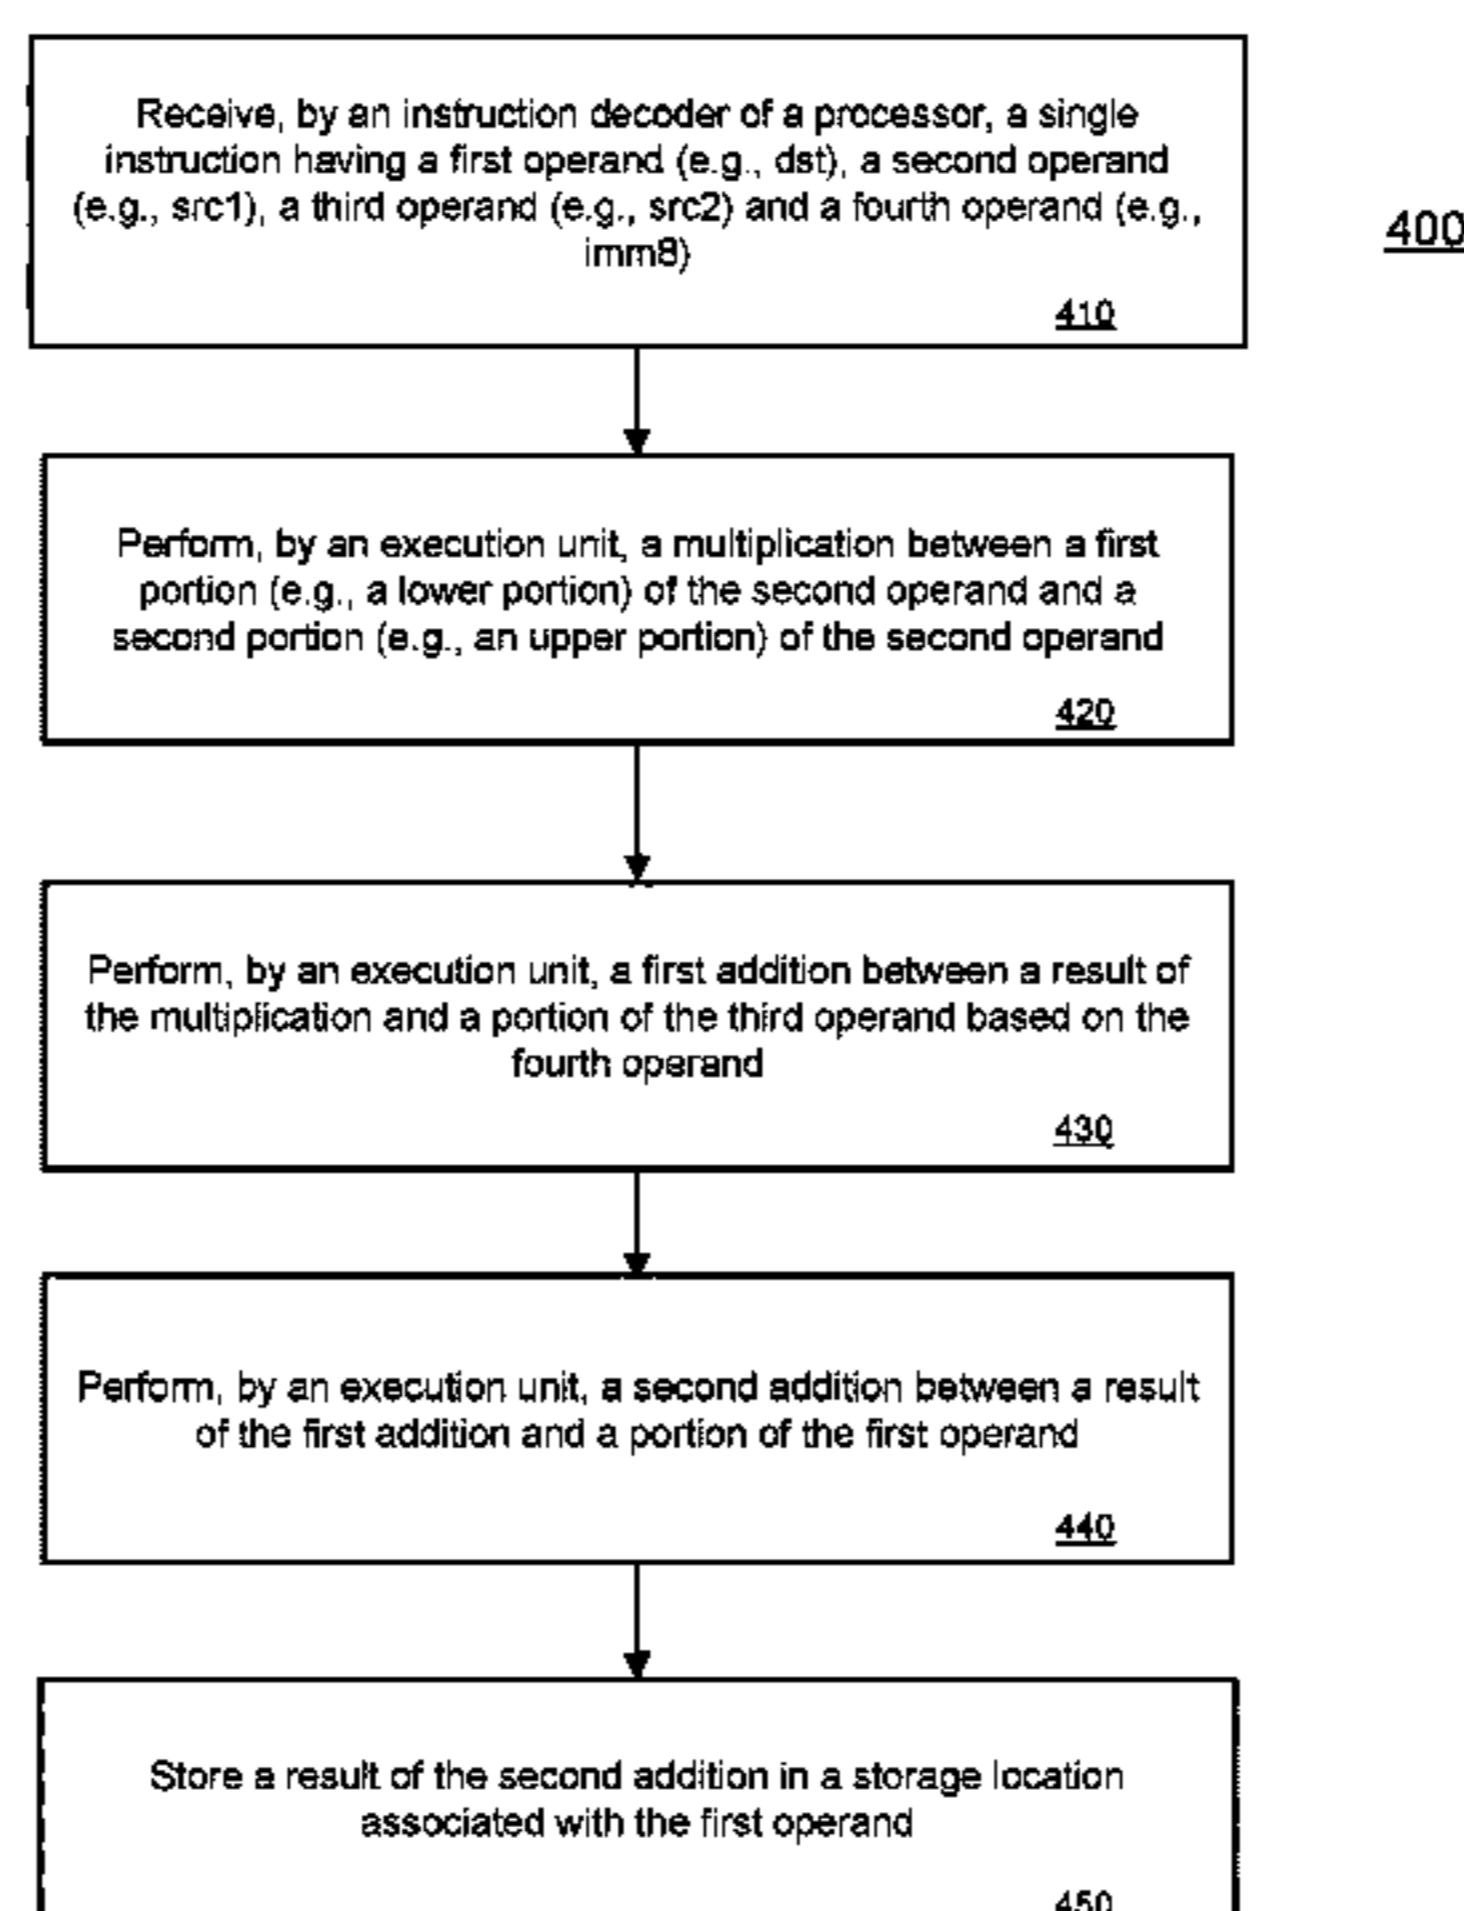 Receive, by an instruction decoder of a processor, a single
instruction having a first operand (e.g., dst), a second operand
(e.g., src1), a third operand (e.g., src2) and a fourth operand (e.g.,
imm8)
400
410
Perform, by an execution unit, a multiplication between a first
portion (e.g., a lower portion) of the second operand and a
second portion (e.g., an upper portion) of the second operand
420
Perform, by an execution unit, a first addition between a result of
the multiplication and a portion of the third operand based on the
fourth operand
430
Perform, by an execution unit, a second addition between a result
of the first addition and a portion of the first operand
440
Store a result of the second addition in a storage location
associated with the first operand
450